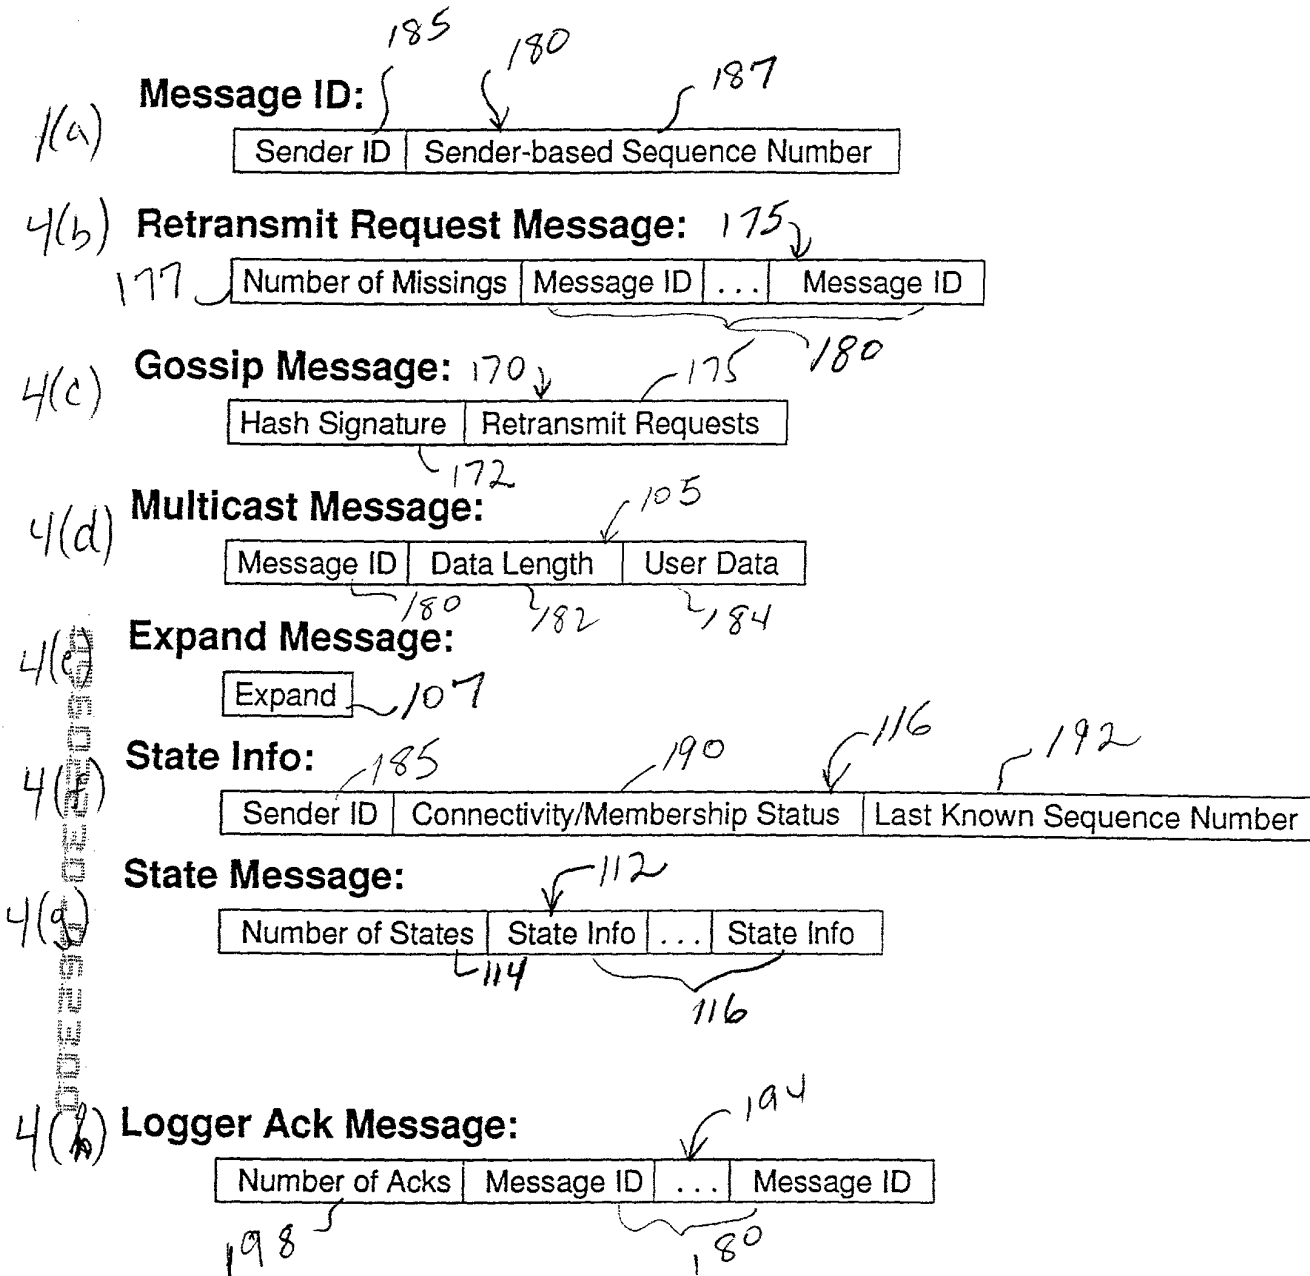 185
180
187
Message ID:
1(a)
Sender ID Sender-based Sequence Number
4(b) Retransmit Request Message: 175
177 Number of Missings Message ID ... Message ID
180
Gossip Message: 170 175
4(c)
Hash Signature Retransmit Requests
172
Multicast Message: 105
4(d)
Message ID Data Length User Data
180 182 184
Expand Message:
4(e)
Expand 107
State Info: 185 190 116 192
4(f)
Sender ID Connectivity/Membership Status Last Known Sequence Number
State Message: 112
4(g)
Number of States State Info ... State Info
114
116
194
4(h) Logger Ack Message:
Number of Acks Message ID ... Message ID
198 180